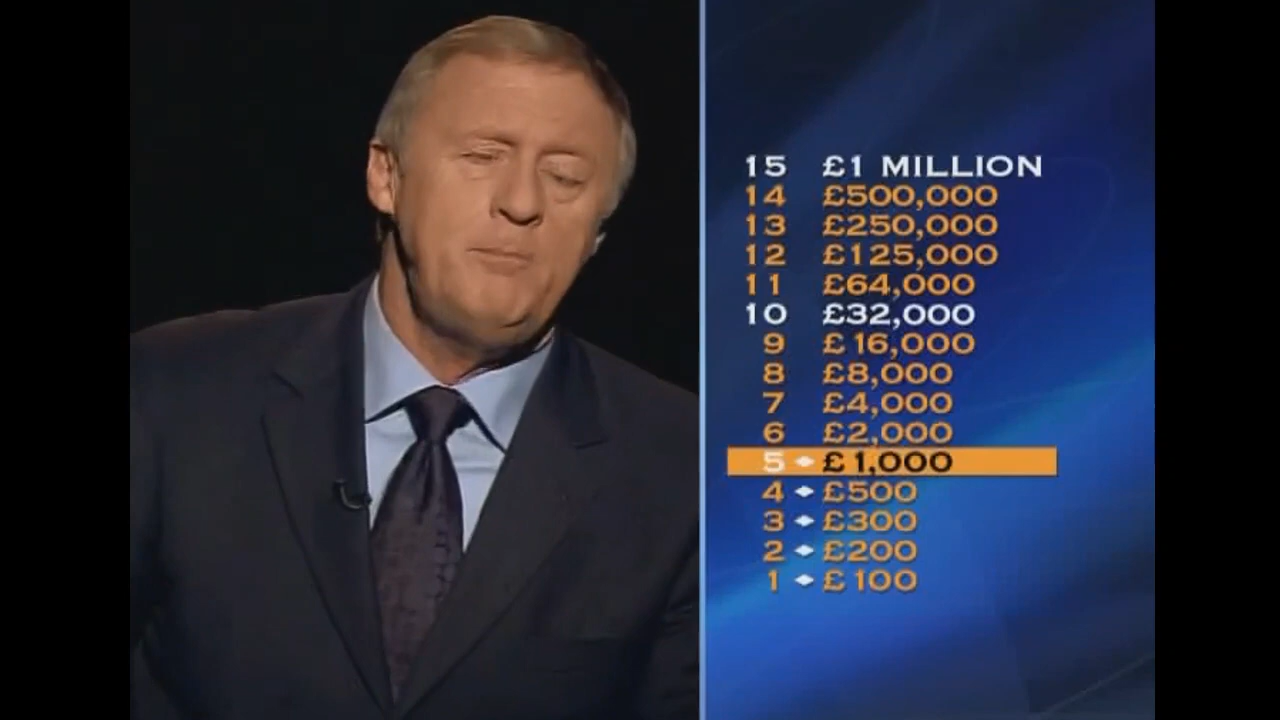 15 £1 MILLION
14 £500,000
13 £250,000
12 £125,000
11 £64,000
10 £32,000
9 £16,000
8 £8,000
7 £4,000
6 £2,000
5 ♦ £1,000
4 ♦ £500
3 ♦ £300
2 ♦ £200
1 ♦ £100